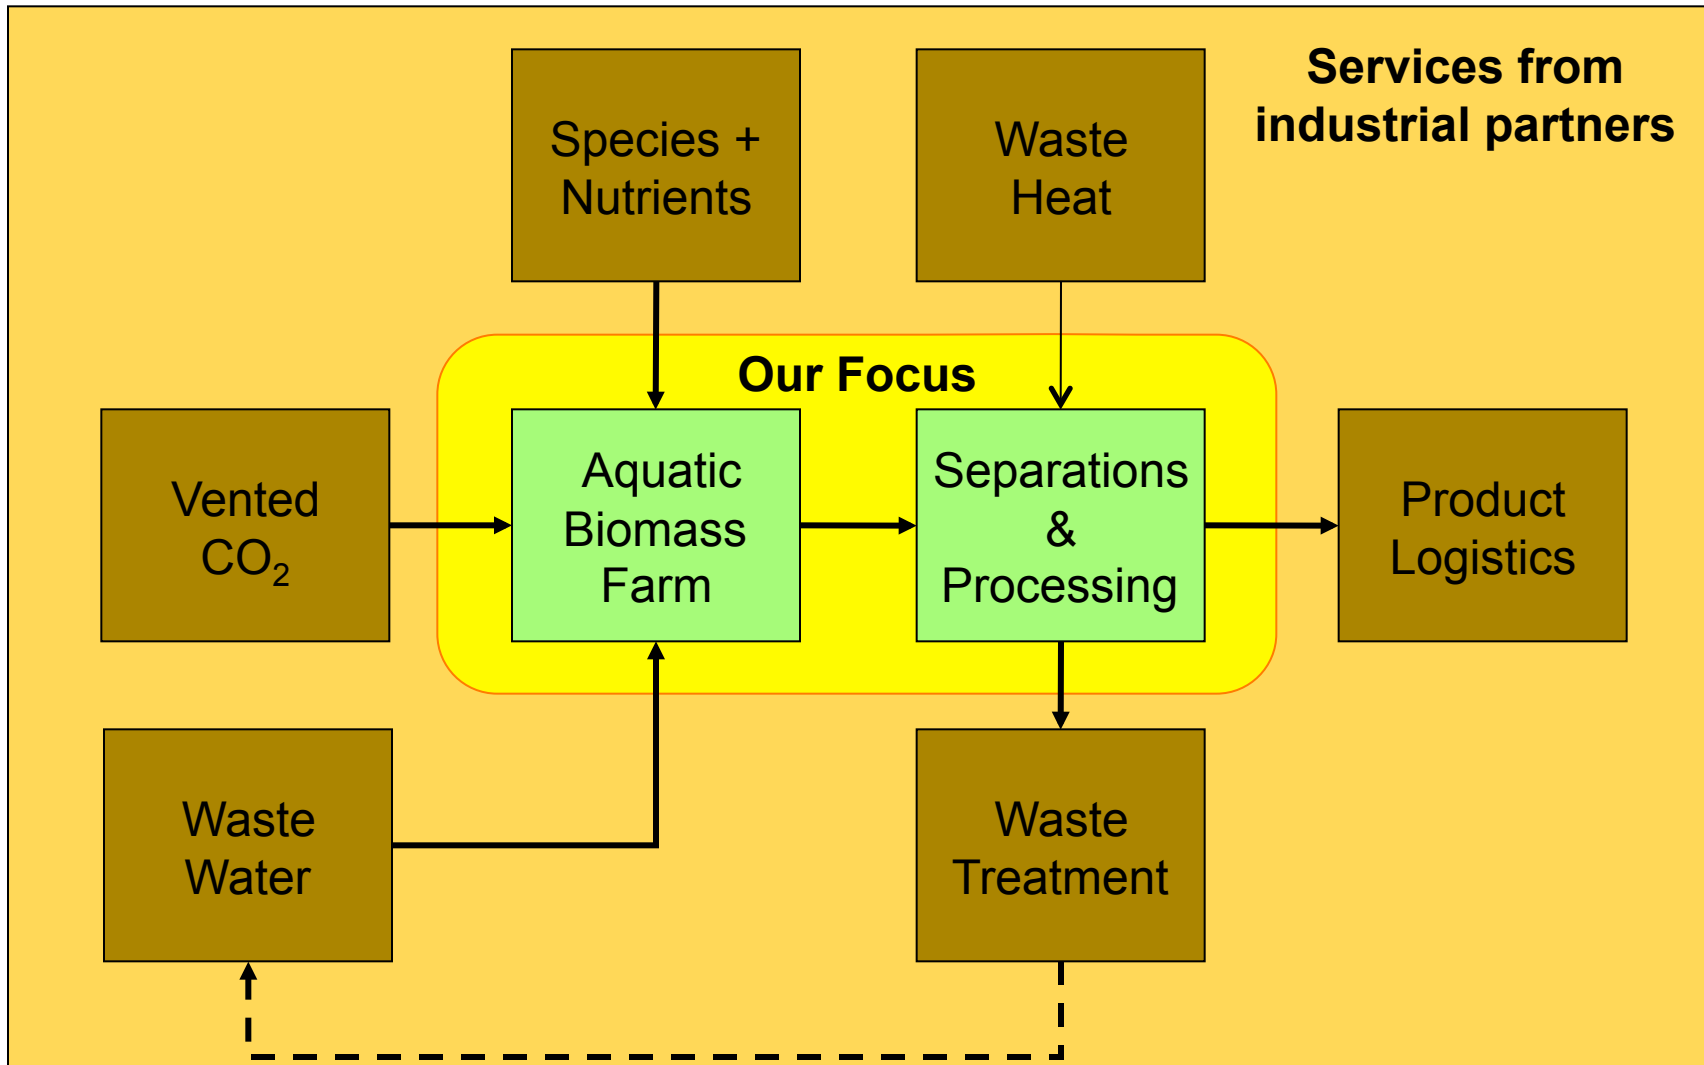 Species +
Nutrients
Waste
Heat
Services from
industrial partners
Our Focus
Vented
CO₂
Aquatic
Biomass
Farm
Separations
&
Processing
Product
Logistics
Waste
Water
Waste
Treatment